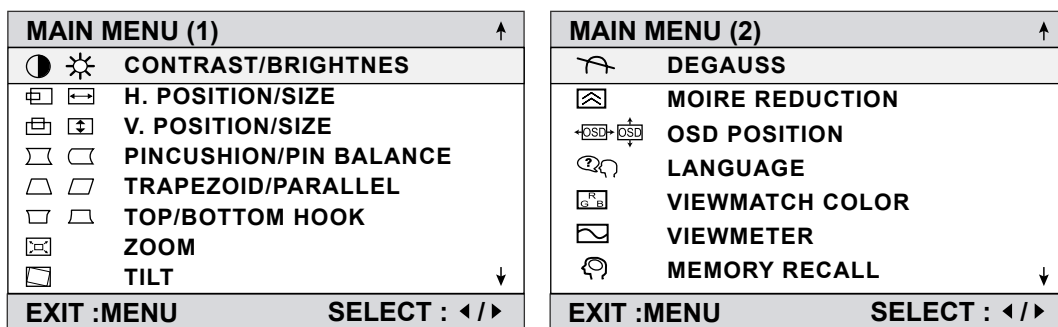 MAIN MENU (1)
CONTRAST/BRIGHTNES
H. POSITION/SIZE
V. POSITION/SIZE
PINCUSHION/PIN BALANCE
TRAPEZOID/PARALLEL
TOP/BOTTOM HOOK
ZOOM
TILT
EXIT :MENU SELECT : ◂/▸
MAIN MENU (2)
DEGAUSS
MOIRE REDUCTION
OSD OSD OSD POSITION
? LANGUAGE
R G B VIEWMATCH COLOR
VIEWMETER
MEMORY RECALL
EXIT :MENU SELECT : ◂/▸